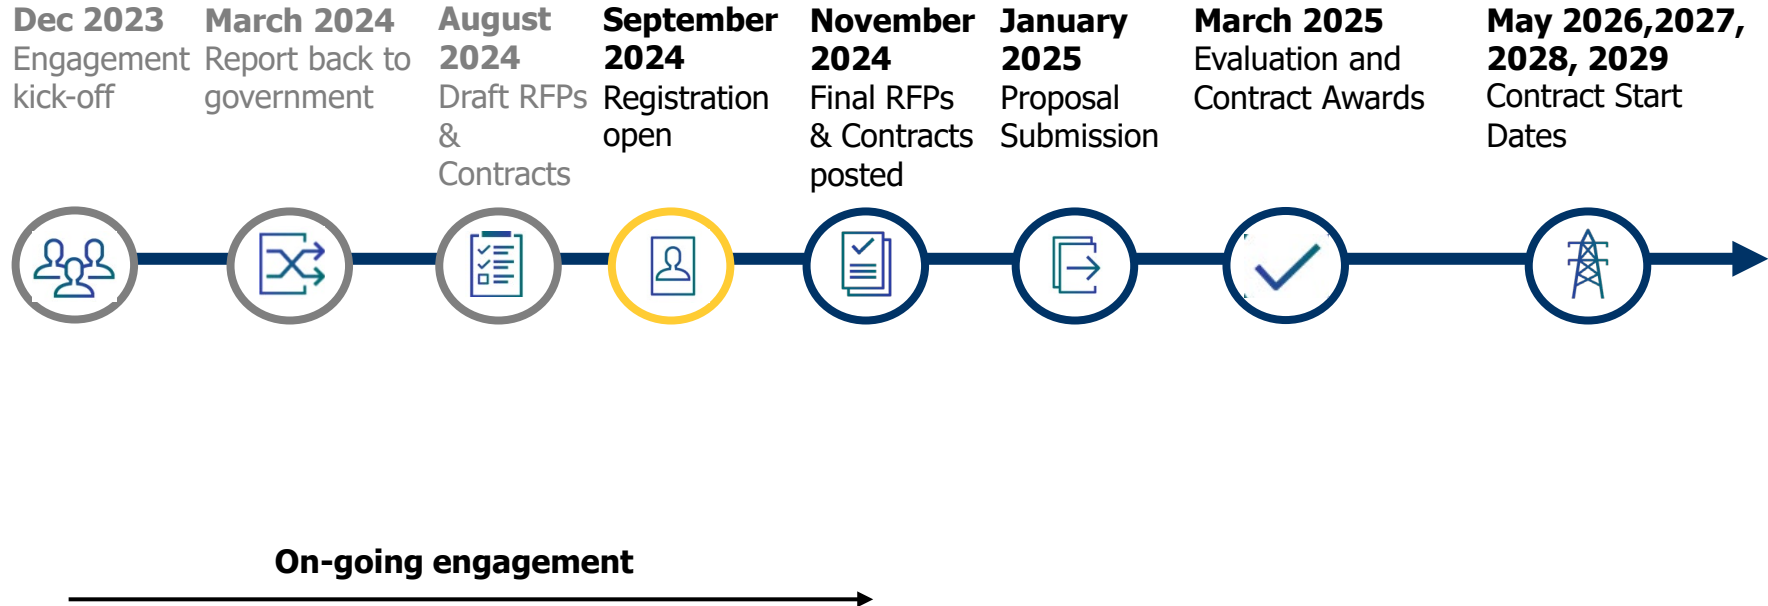 Dec 2023
Engagement
kick-off
March 2024
Report back to
government
August
2024
Draft RFPs
&
Contracts
September
2024
Registration
open
November
2024
Final RFPs
& Contracts
posted
January
2025
Proposal
Submission
March 2025
Evaluation and
Contract Awards
May 2026,2027,
2028, 2029
Contract Start
Dates
On-going engagement